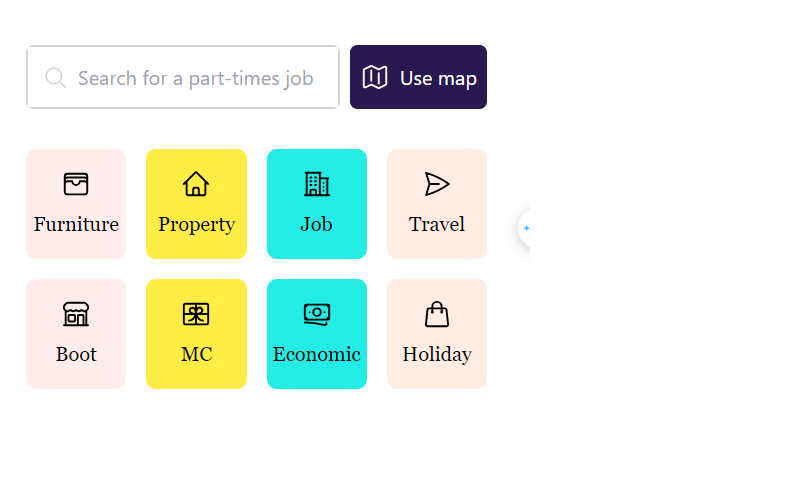 Search for a part-times job
Use map
Furniture
Property
Job
Travel
Boot
MC
Economic
Holiday